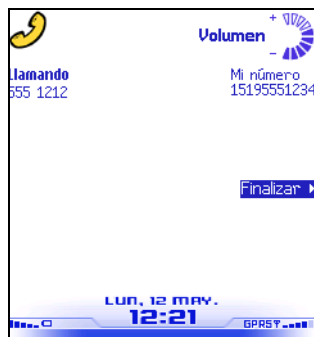 Volumen
Llamando
555 1212
Mi número
15195551234
Finalizar
LUN, 12 MAY.
12:21
GPRS